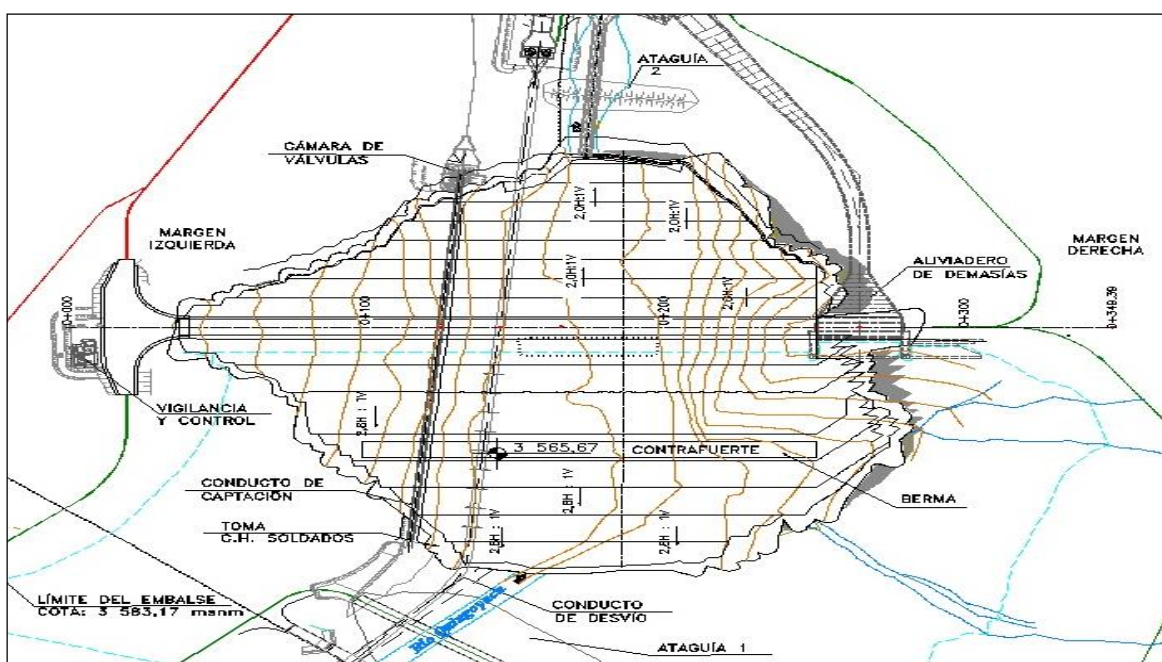 ATAGUÍA
2
CÁMARA DE
VÁLVULAS
2,0H:1V
2,0H:1V
MARGEN
IZQUIERDA
MARGEN
DERECHA
ALIVIADERO
DE DEMASÍAS
2,0H:1V
0+000
0+100
0+200
0+300
0+349,39
VIGILANCIA
Y CONTROL
2,8H : 1V
3 565,67
CONTRAFUERTE
CONDUCTO DE
CAPTACIÓN
BERMA
2,8H : 1V
TOMA
C.H. SOLDADOS
2,8H : 1V
2,8H : 1V
LÍMITE DEL EMBALSE
COTA: 3 583,17 msnm
CONDUCTO
DE DESVÍO
ATAGUÍA 1